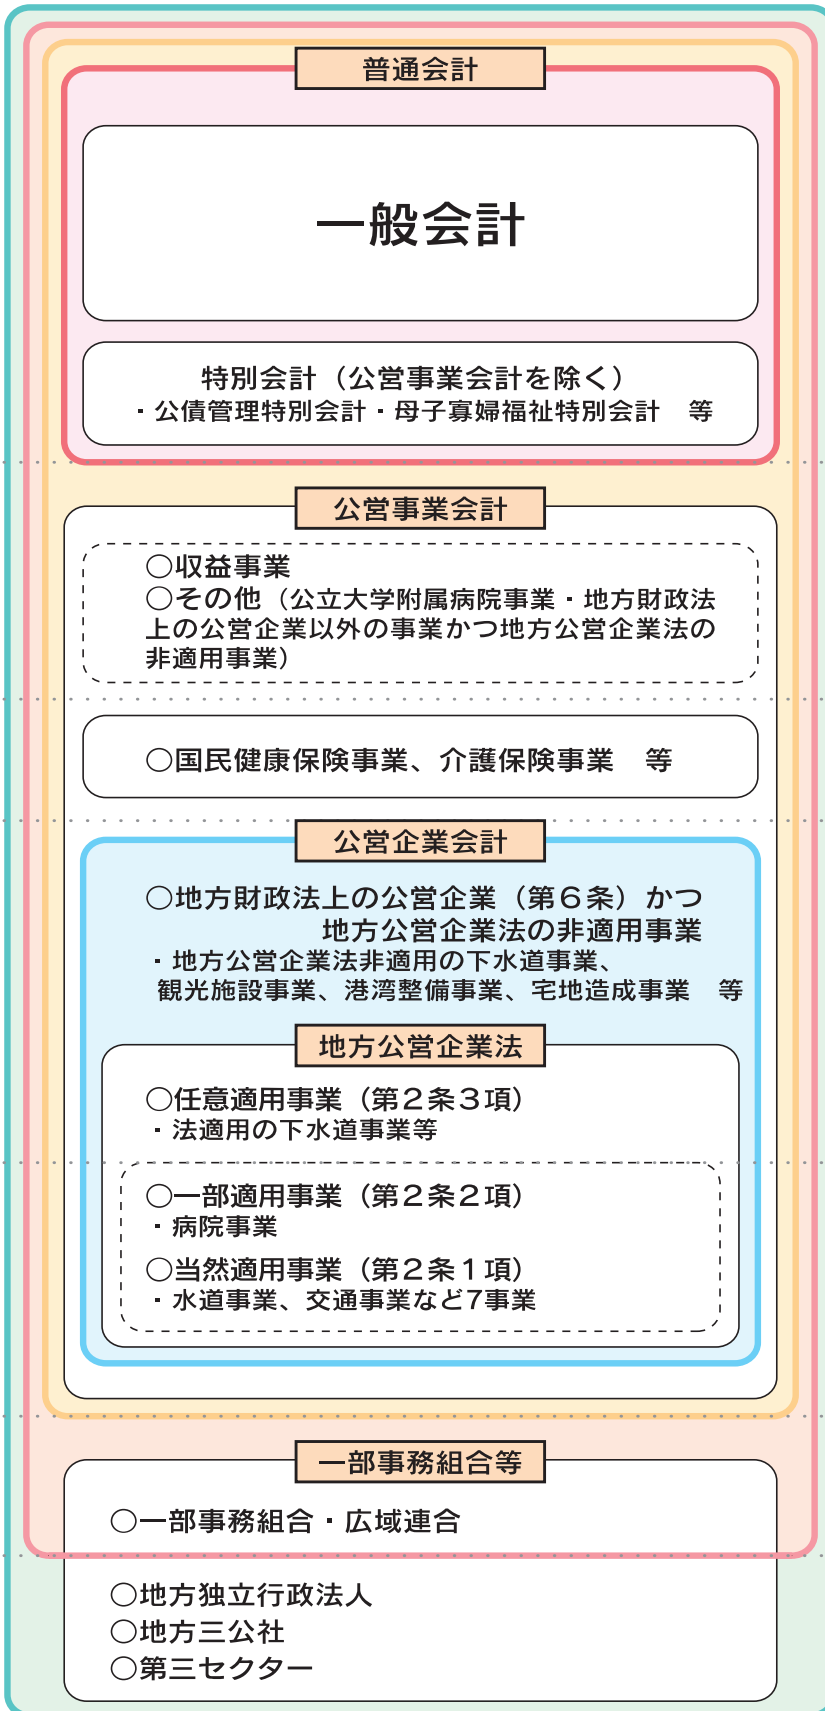 普通会計
一般会計
特別会計（公営事業会計を除く）
・公債管理特別会計・母子寡婦福祉特別会計　等
公営事業会計
○収益事業
○その他（公立大学附属病院事業・地方財政法
上の公営企業以外の事業かつ地方公営企業法の
非適用事業）
○国民健康保険事業、介護保険事業　等
公営企業会計
○地方財政法上の公営企業（第６条）かつ
地方公営企業法の非適用事業
・地方公営企業法非適用の下水道事業、
観光施設事業、港湾整備事業、宅地造成事業　等
地方公営企業法
○任意適用事業（第２条３項）
・法適用の下水道事業等
○一部適用事業（第２条２項）
・病院事業
○当然適用事業（第２条１項）
・水道事業、交通事業など7事業
一部事務組合等
○一部事務組合・広域連合
○地方独立行政法人
○地方三公社
○第三セクター